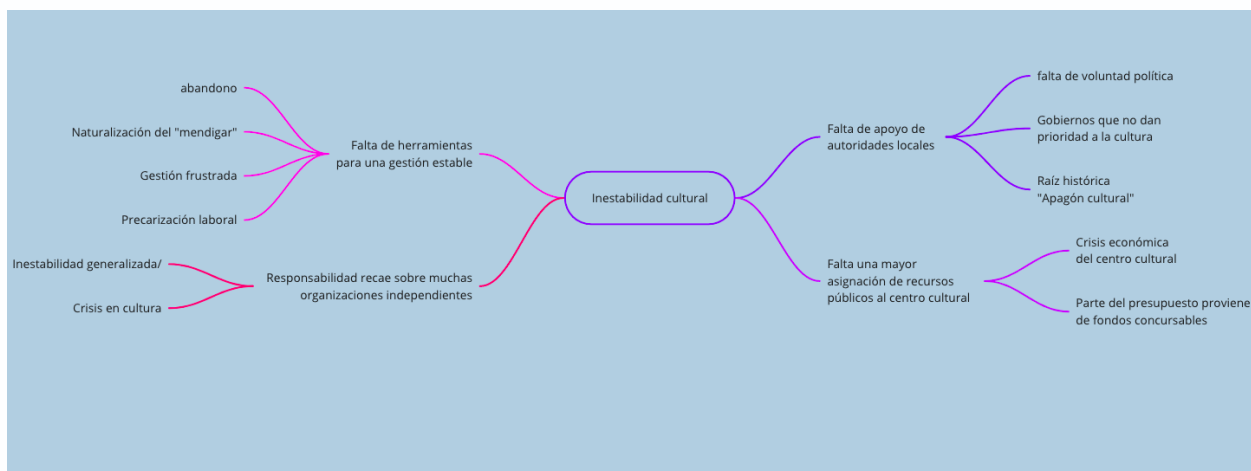 abandono
Naturalización del "mendigar"
Gestión frustrada
Precarización laboral
Falta de herramientas
para una gestión estable
Inestabilidad generalizada/
Crisis en cultura
Responsabilidad recae sobre muchas
organizaciones independientes
Inestabilidad cultural
Falta de apoyo de
autoridades locales
falta de voluntad política
Gobiernos que no dan
prioridad a la cultura
Raíz histórica
"Apagón cultural"
Falta una mayor
asignación de recursos
públicos al centro cultural
Crisis económica
del centro cultural
Parte del presupuesto proviene
de fondos concursables